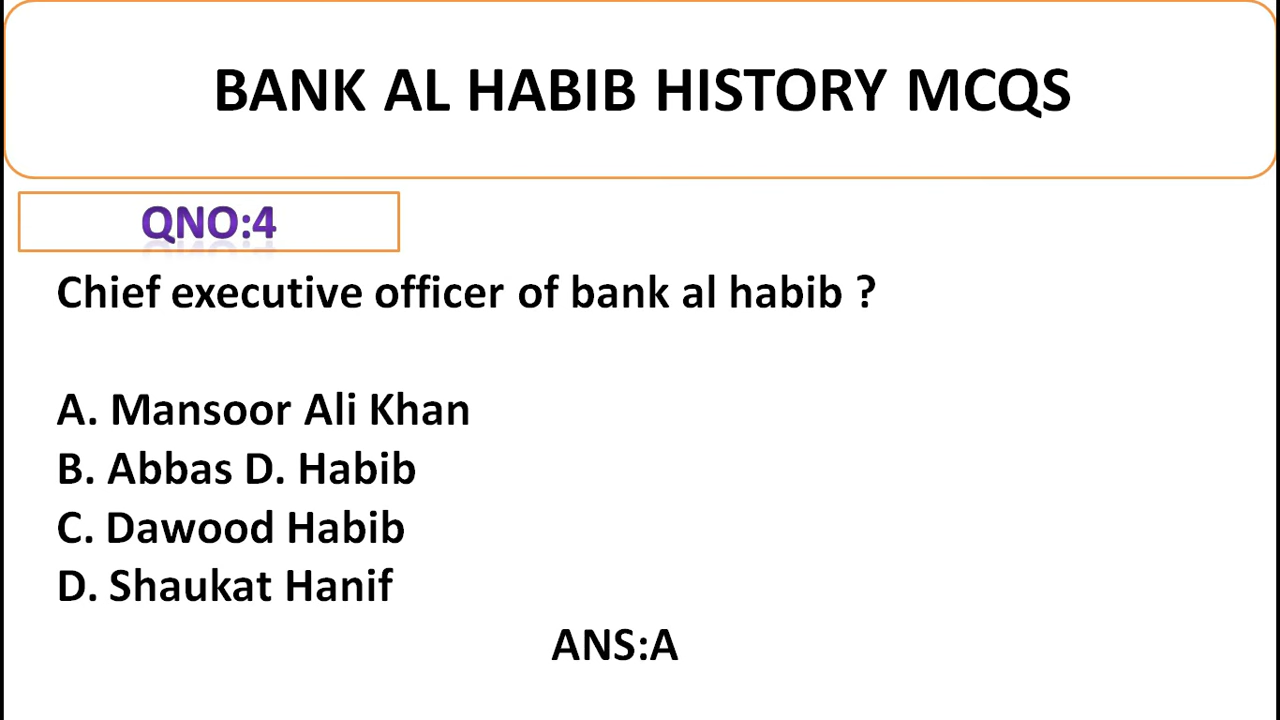 BANK AL HABIB HISTORY MCQS
QNO:4
Chief executive officer of bank al habib ?
A. Mansoor Ali Khan
B. Abbas D. Habib
C. Dawood Habib
D. Shaukat Hanif
ANS:A